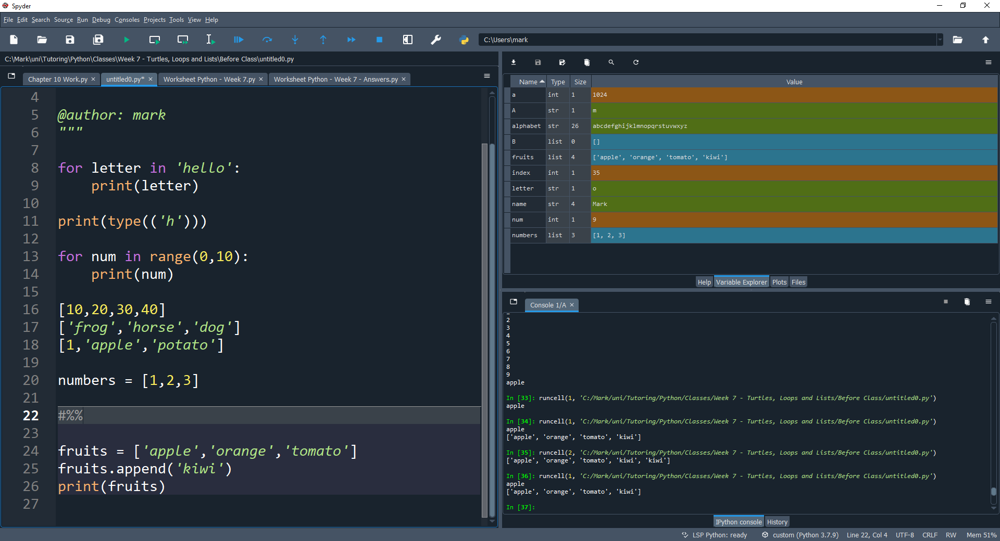 Spyder
File Edit Search Source Run Debug Consoles Projects Tools View Help
C:\Users\mark
C:\Mark\uni\Tutoring\Python\Classes\Week 7 - Turtles, Loops and Lists\Before Class\untitled0.py
Chapter 10 Work.py untitled0.py* Worksheet Python - Week 7.py Worksheet Python - Week 7 - Answers.py
4
5 @author: mark
6 """
7
8 for letter in 'hello':
9     print(letter)
10
11 print(type(('h')))
12
13 for num in range(0,10):
14     print(num)
15
16 [10,20,30,40]
17 ['frog','horse','dog']
18 [1,'apple','potato']
19
20 numbers = [1,2,3]
21
22 #%%
23
24 fruits = ['apple','orange','tomato']
25 fruits.append('kiwi')
26 print(fruits)
27
Name Type Size Value
a int 1 1024
A str 1 m
alphabet str 26 abcdefghijklmnopqrstuvwxyz
B list 0 []
fruits list 4 ['apple', 'orange', 'tomato', 'kiwi']
index int 1 35
letter str 1 o
name str 4 Mark
num int 1 9
numbers list 3 [1, 2, 3]
Help Variable Explorer Plots Files
Console 1/A
2
3
4
5
6
7
8
9
apple
In [33]: runcell(1, 'C:/Mark/uni/Tutoring/Python/Classes/Week 7 - Turtles, Loops and Lists/Before Class/untitled0.py')
apple
In [34]: runcell(1, 'C:/Mark/uni/Tutoring/Python/Classes/Week 7 - Turtles, Loops and Lists/Before Class/untitled0.py')
apple
['apple', 'orange', 'tomato', 'kiwi']
In [35]: runcell(2, 'C:/Mark/uni/Tutoring/Python/Classes/Week 7 - Turtles, Loops and Lists/Before Class/untitled0.py')
['apple', 'orange', 'tomato', 'kiwi', 'kiwi']
In [36]: runcell(1, 'C:/Mark/uni/Tutoring/Python/Classes/Week 7 - Turtles, Loops and Lists/Before Class/untitled0.py')
apple
['apple', 'orange', 'tomato', 'kiwi']
In [37]:
IPython console History
LSP Python: ready custom (Python 3.7.9) Line 22, Col 4 UTF-8 CRLF RW Mem 51%